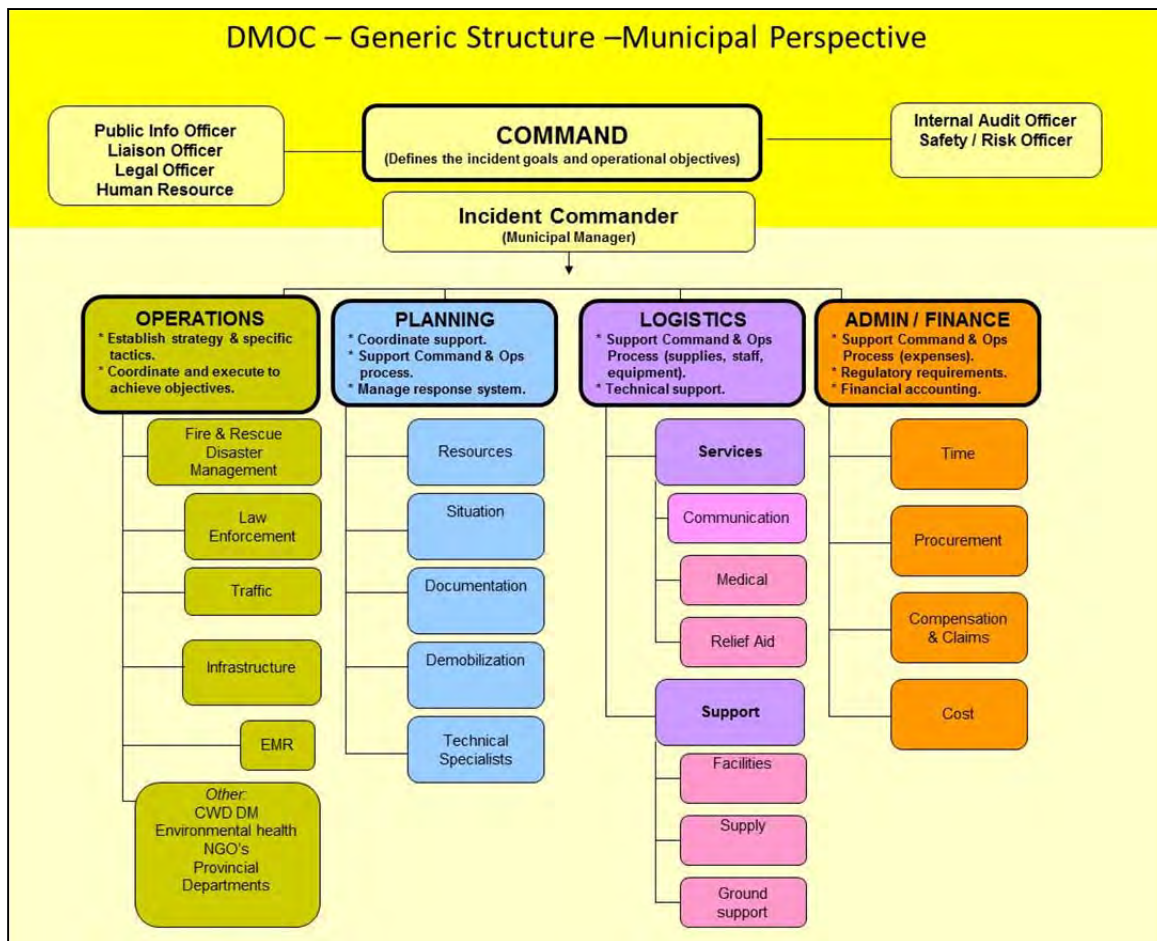 DMOC – Generic Structure –Municipal Perspective
Public Info Officer
Liaison Officer
Legal Officer
Human Resource
COMMAND
(Defines the incident goals and operational objectives)
Internal Audit Officer
Safety / Risk Officer
Incident Commander
(Municipal Manager)
OPERATIONS
* Establish strategy & specific
tactics.
* Coordinate and execute to
achieve objectives.
Fire & Rescue
Disaster
Management
Law
Enforcement
Traffic
Infrastructure
EMR
Other:
CWD DM
Environmental health
NGO's
Provincial
Departments
PLANNING
* Coordinate support.
* Support Command & Ops
process.
* Manage response system.
Resources
Situation
Documentation
Demobilization
Technical
Specialists
LOGISTICS
* Support Command & Ops
Process (supplies, staff,
equipment).
* Technical support.
Services
Communication
Medical
Relief Aid
Support
Facilities
Supply
Ground
support
ADMIN / FINANCE
* Support Command & Ops
Process (expenses).
* Regulatory requirements.
* Financial accounting.
Time
Procurement
Compensation
& Claims
Cost